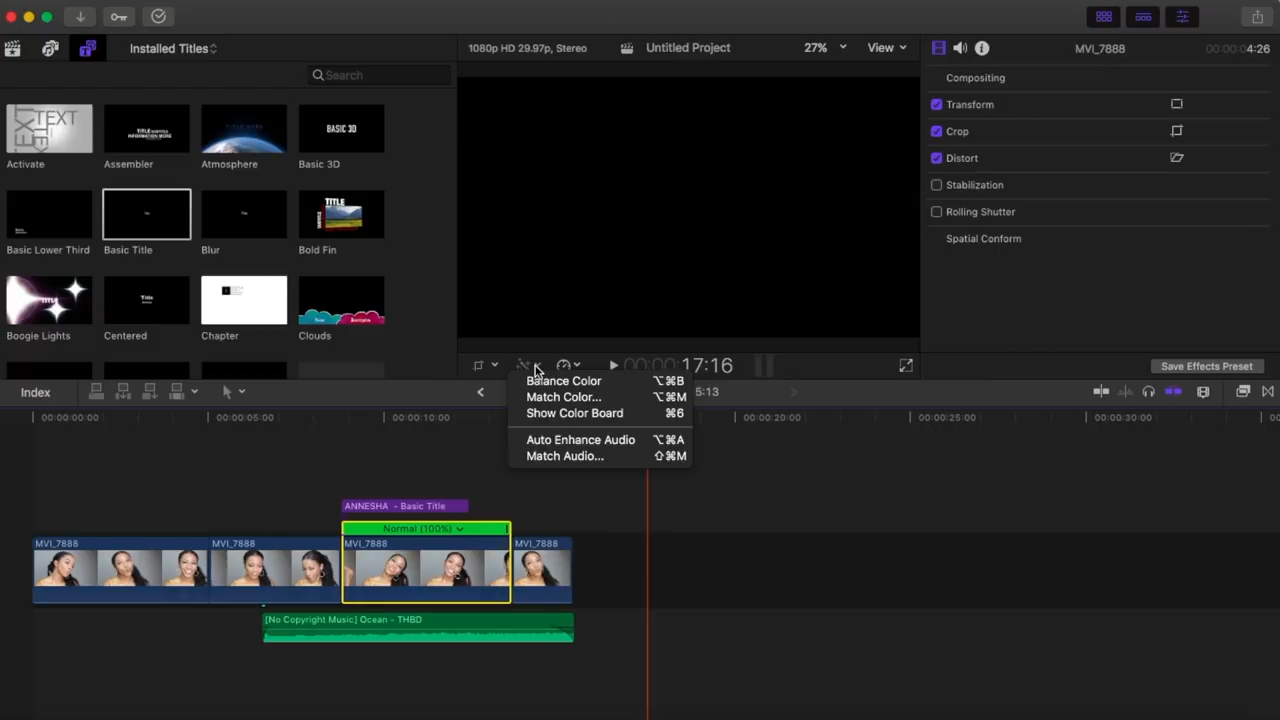 Installed Titles
1080p HD 29.97p, Stereo
Untitled Project
27%
View
MVI_7888
00:00:04:26
Search
Compositing
Transform
Crop
Distort
Stabilization
Rolling Shutter
Spatial Conform
TEXT
TEXT
TITLE
BASIC 3D
Activate
Assembler
Atmosphere
Basic 3D
TITLE
Basic Lower Third
Basic Title
Blur
Bold Fin
Title
Boogie Lights
Centered
Chapter
Clouds
00:00:00:17:16
Save Effects Preset
Index
5:13
Balance Color ⌥⌘B
Match Color... ⌥⌘M
Show Color Board ⌘6
Auto Enhance Audio ⌥⌘A
Match Audio... ⇧⌘M
00:00:00:00
00:00:05:00
00:00:10:00
00:00:20:00
00:00:25:00
00:00:30:00
00
ANNESHA - Basic Title
Normal (100%)
MVI_7888
MVI_7888
MVI_7888
MVI_7888
[No Copyright Music] Ocean - THBD